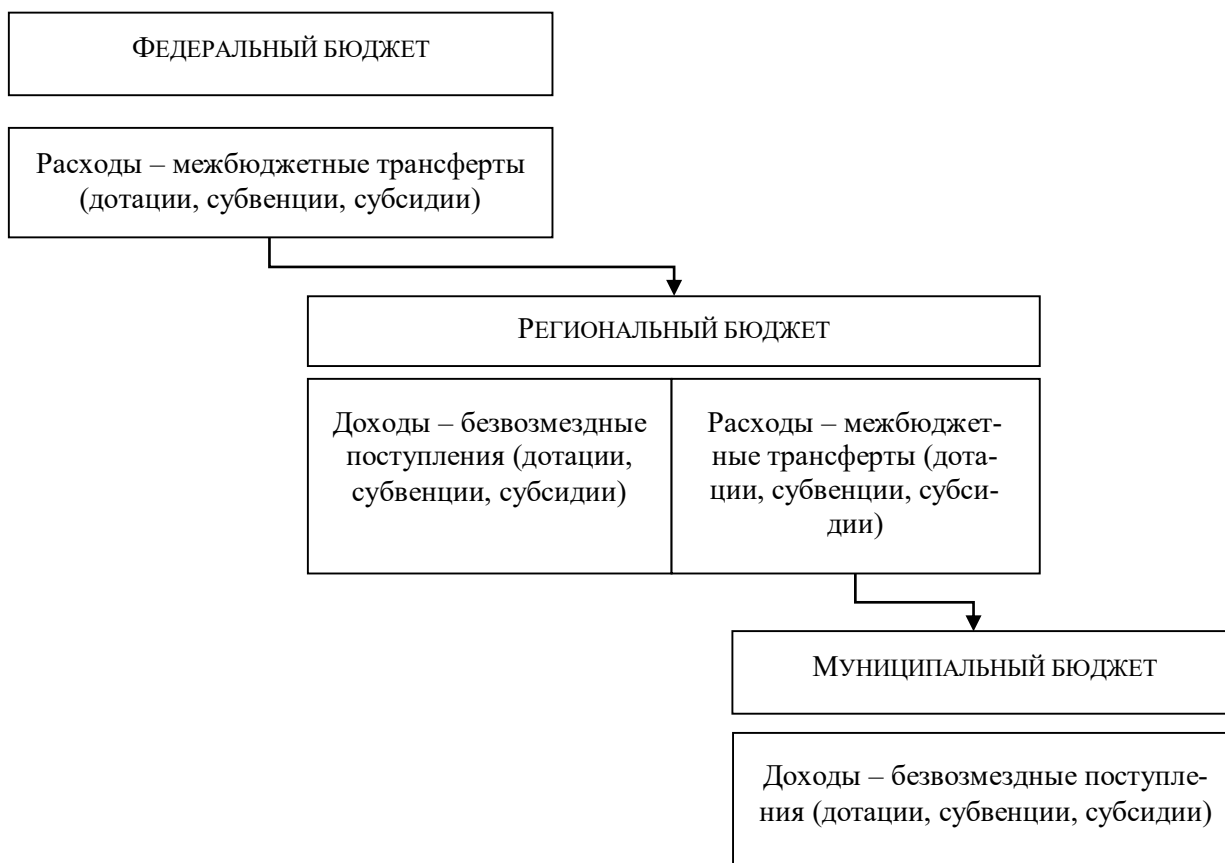 ФЕДЕРАЛЬНЫЙ БЮДЖЕТ
Расходы – межбюджетные трансферты
(дотации, субвенции, субсидии)
РЕГИОНАЛЬНЫЙ БЮДЖЕТ
Доходы – безвозмездные
поступления (дотации,
субвенции, субсидии)
Расходы – межбюджет-
ные трансферты (дота-
ции, субвенции, субси-
дии)
МУНИЦИПАЛЬНЫЙ БЮДЖЕТ
Доходы – безвозмездные поступле-
ния (дотации, субвенции, субсидии)